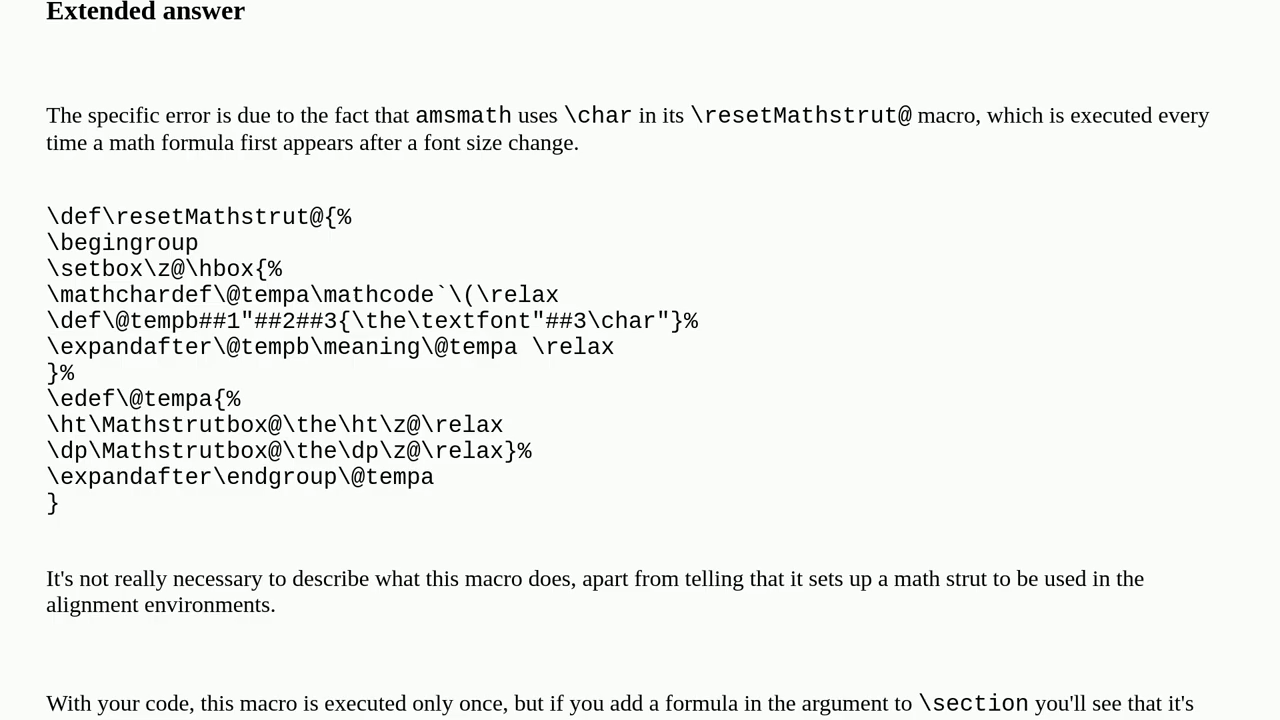 Extended answer
The specific error is due to the fact that amsmath uses \char in its \resetMathstrut@ macro, which is executed every
time a math formula first appears after a font size change.
\def\resetMathstrut@{%
\begingroup
\setbox\z@\hbox{%
\mathchardef\@tempa\mathcode`\(\relax
\def\@tempb##1"##2##3{\the\textfont"##3\char"}%
\expandafter\@tempb\meaning\@tempa \relax
}%
\edef\@tempa{%
\ht\Mathstrutbox@\the\ht\z@\relax
\dp\Mathstrutbox@\the\dp\z@\relax}%
\expandafter\endgroup\@tempa
}
It's not really necessary to describe what this macro does, apart from telling that it sets up a math strut to be used in the
alignment environments.
With your code, this macro is executed only once, but if you add a formula in the argument to \section you'll see that it's